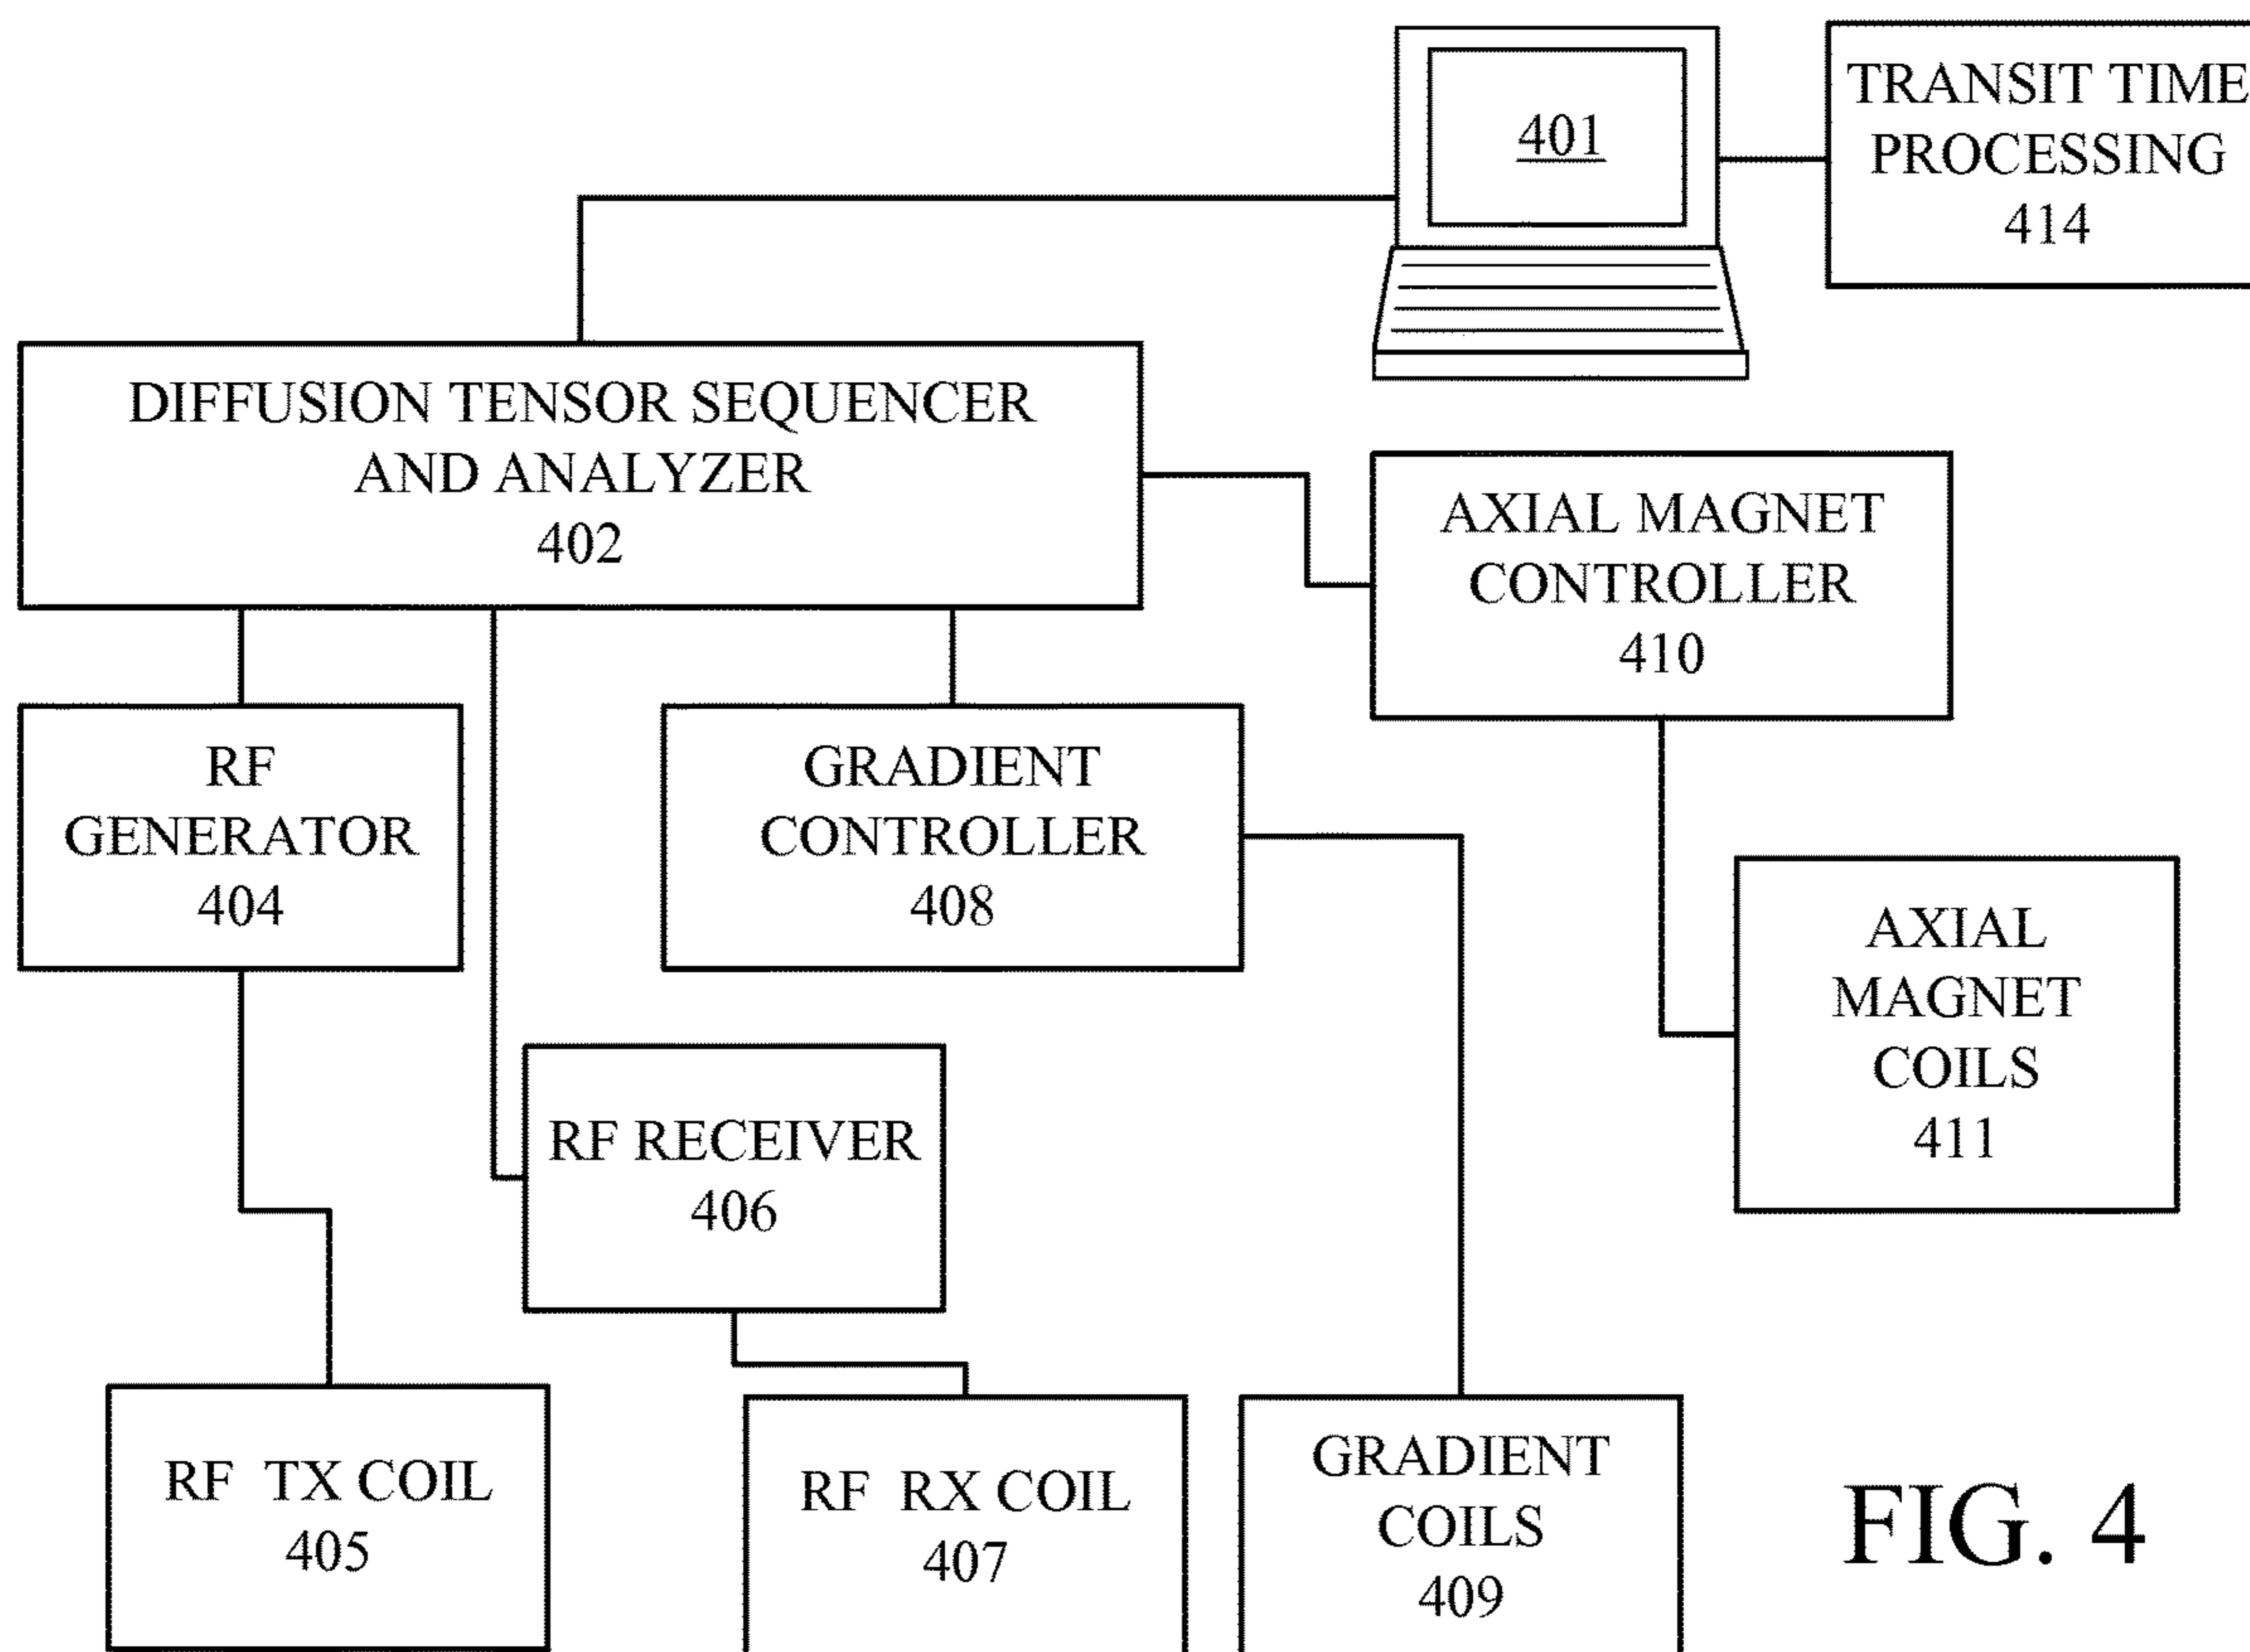 401
TRANSIT TIME
PROCESSING
414
DIFFUSION TENSOR SEQUENCER
AND ANALYZER
402
AXIAL MAGNET
CONTROLLER
410
RF
GENERATOR
404
GRADIENT
CONTROLLER
408
AXIAL
MAGNET
COILS
411
RF RECEIVER
406
RF TX COIL
405
RF RX COIL
407
GRADIENT
COILS
409
FIG. 4